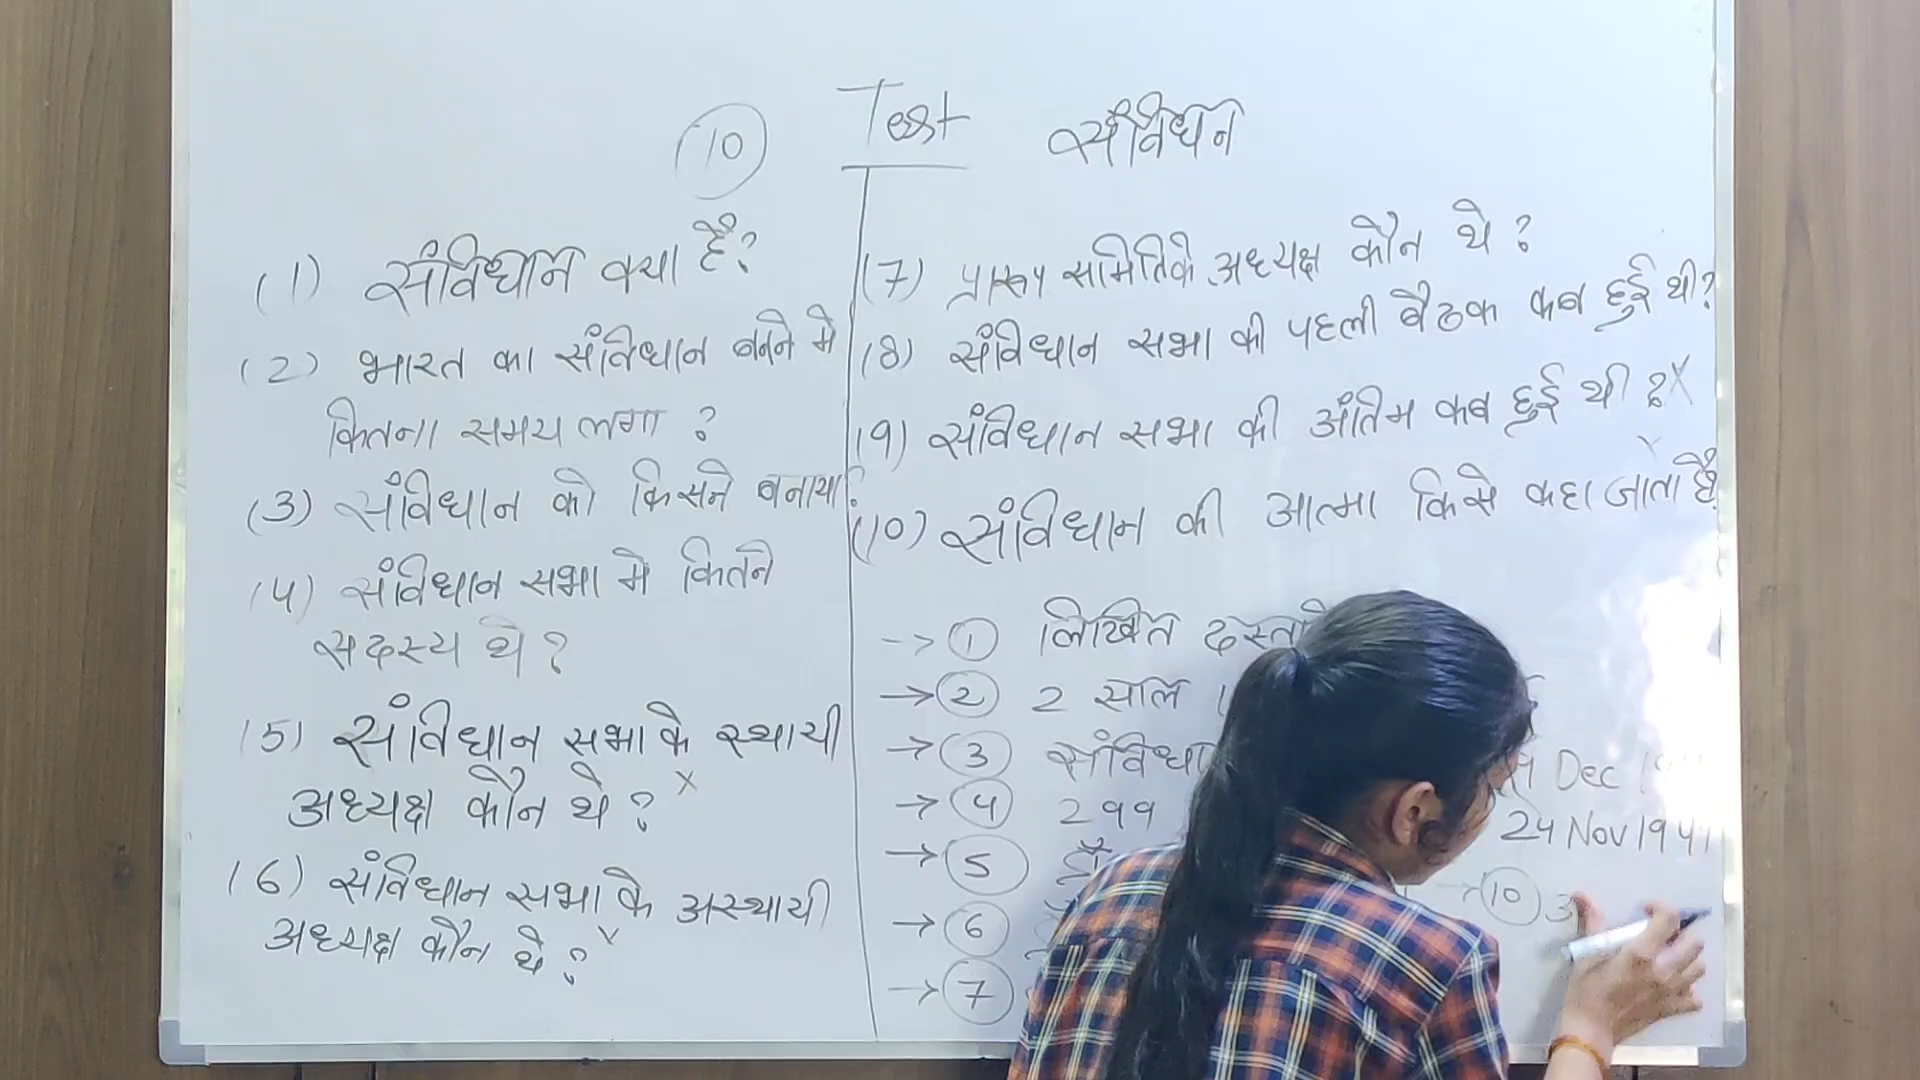 10 Test संविधन
(1) संविधान क्या है?
(2) भारत का संविधान बनने मे
कितना समय लगा ?
(3) संविधान को किसने बनाया?
(4) संविधान सभा मे कितने
सदस्य थे?
(5) संविधान सभा के स्थायी
अध्यक्ष कौन थे? x
(6) संविधान सभा के अस्थायी
अध्यक्ष कौन थे?
(7) समितिके अध्यक्ष कौन थे ?
(8) संविधान सभा की पहली बैठक कब हुई थी?
(9) संविधान सभा की अंतिम कब हुई थी ? x
(10) संविधान की आत्मा किसे कहा जाता है?
→ 1 लिखित
→ 2 2 साल
→ 3
→ 4 299
→ 5
→ 6
→ 7
9 Dec
24 Nov
→ 10